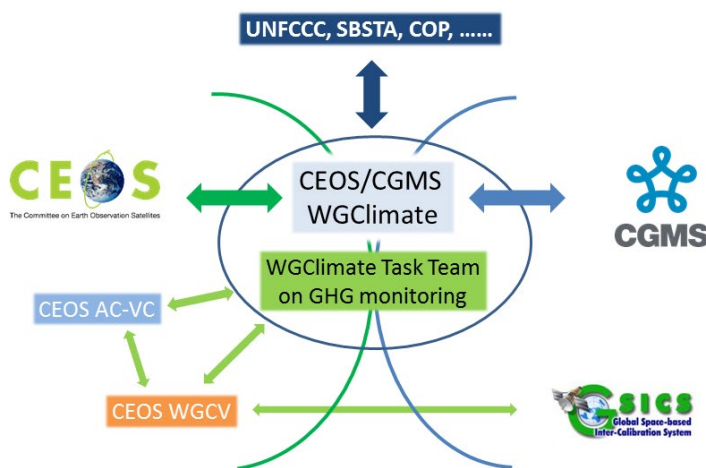 UNFCCC, SBSTA, COP, ......
CEOS
The Committee on Earth Observation Satellites
CEOS/CGMS
WGClimate
CGMS
WGClimate Task Team
on GHG monitoring
CEOS AC-VC
CEOS WGCV
GSICS
Global Space-based
Inter-Calibration System